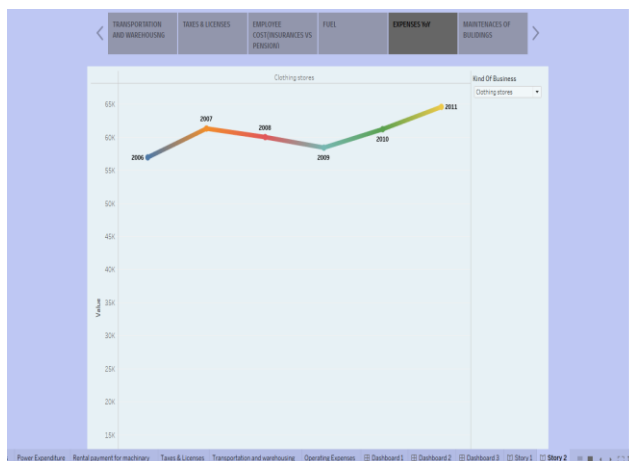 TRANSPORTATION AND WAREHOUSNG
TAXES & LICENSES
EMPLOYEE COST(INSURANCES VS PENSION)
FUEL
EXPENSES YoY
MAINTENACES OF BUILDINGS
Clothing stores
Kind Of Business
Clothing stores
65K
60K
55K
50K
45K
40K
35K
30K
25K
20K
15K
Value
2006
2007
2008
2009
2010
2011
Power Expenditure
Rental payment for machinery
Taxes & Licenses
Transportation and warehousing
Operating Expenses
Dashboard 1
Dashboard 2
Dashboard 3
Story 1
Story 2